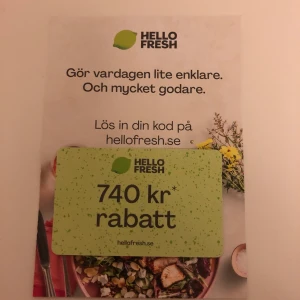 HELLO
FRESH
Gör vardagen lite enklare.
Och mycket godare.
Lös in din kod på
hellofresh.se
HELLO
FRESH
740 kr*
rabatt
hellofresh.se